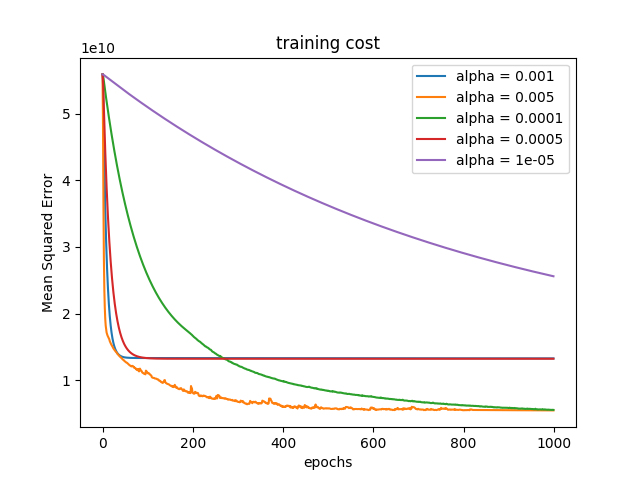 training cost
1e10
5
4
3
2
1
Mean Squared Error
alpha = 0.001
alpha = 0.005
alpha = 0.0001
alpha = 0.0005
alpha = 1e-05
0 200 400 600 800 1000
epochs